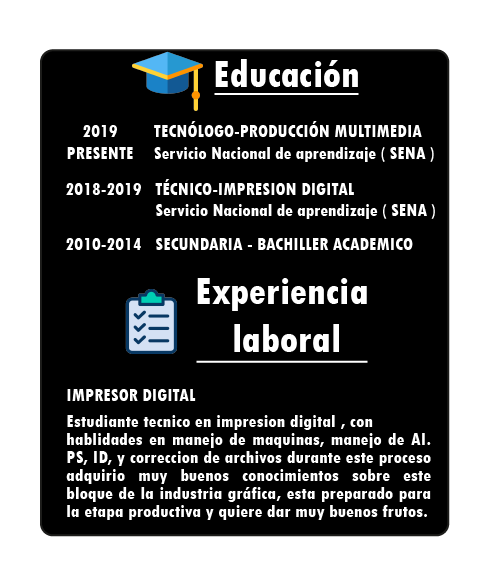 Educación
2019 TECNÓLOGO-PRODUCCIÓN MULTIMEDIA
PRESENTE Servicio Nacional de aprendizaje ( SENA )
2018-2019 TÉCNICO-IMPRESION DIGITAL
Servicio Nacional de aprendizaje ( SENA )
2010-2014 SECUNDARIA - BACHILLER ACADEMICO
Experiencia
laboral
IMPRESOR DIGITAL
Estudiante tecnico en impresion digital , con
hablidades en manejo de maquinas, manejo de AI.
PS, ID, y correccion de archivos durante este proceso
adquirio muy buenos conocimientos sobre este
bloque de la industria gráfica, esta preparado para
la etapa productiva y quiere dar muy buenos frutos.